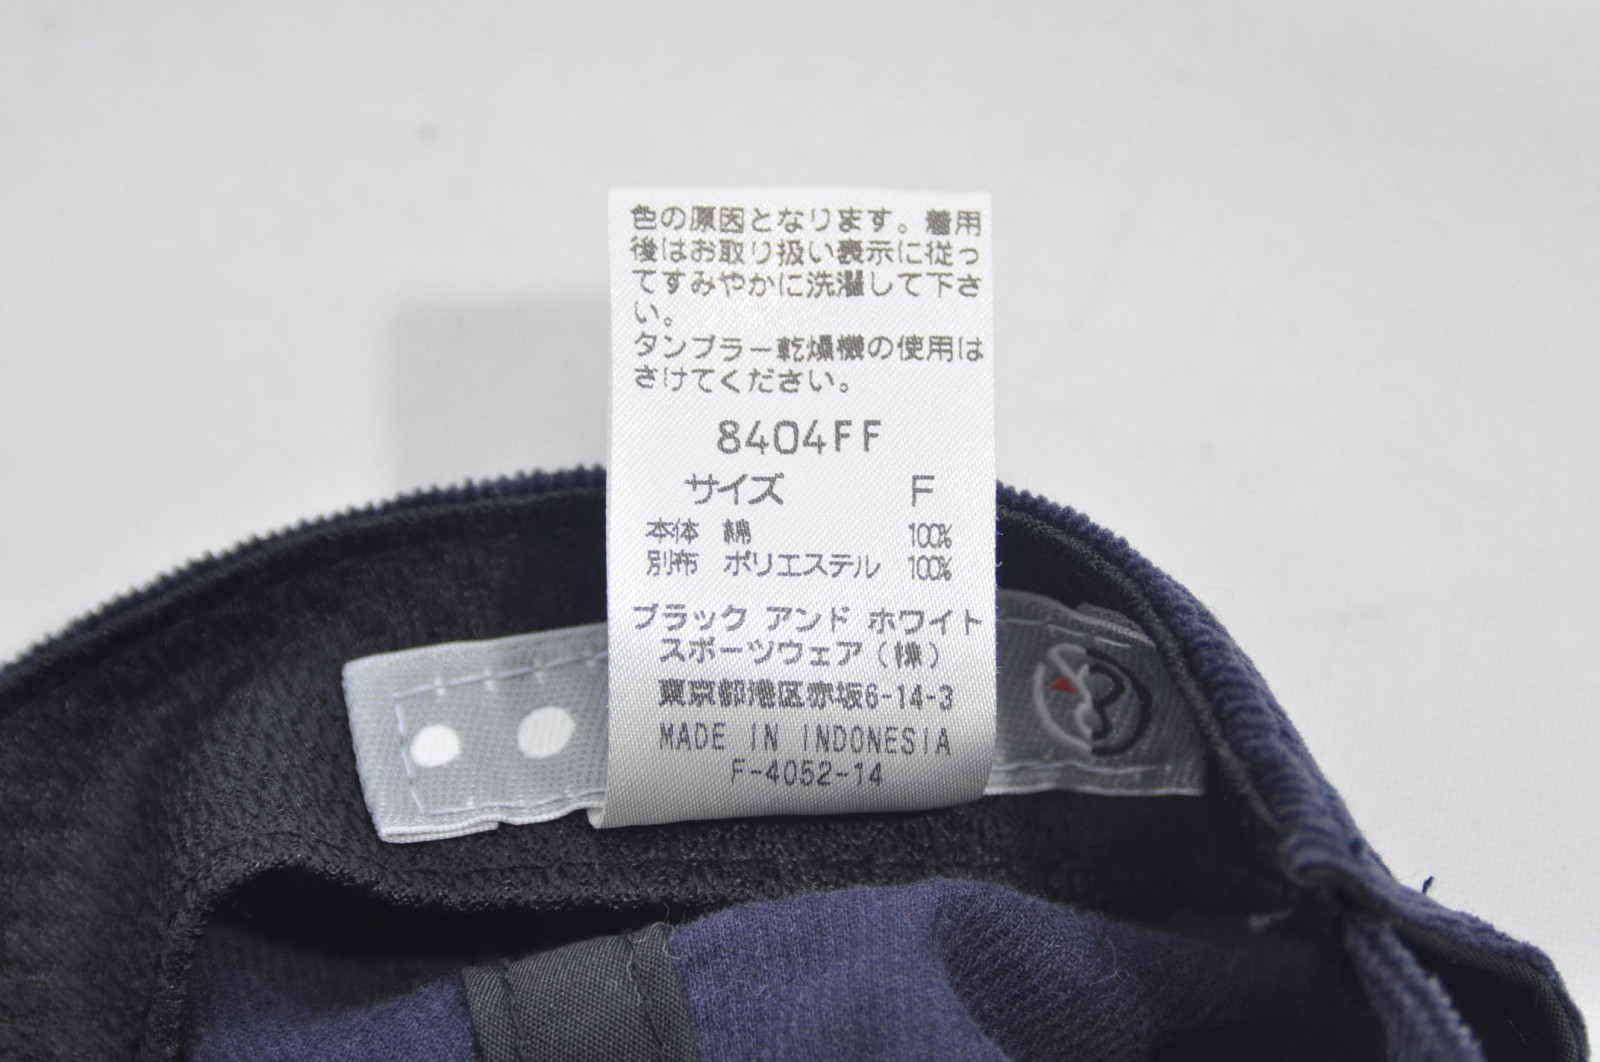 色の原因となります。着用
後はお取り扱い表示に従っ
てすみやかに洗濯して下さ
い。
タンブラー乾燥機の使用は
さけてください。
8404FF
サイズ F
本体 綿 100%
別布 ポリエステル 100%
ブラック アンド ホワイト
スポーツウェア(株)
東京都港区赤坂6-14-3
MADE IN INDONESIA
F-4052-14